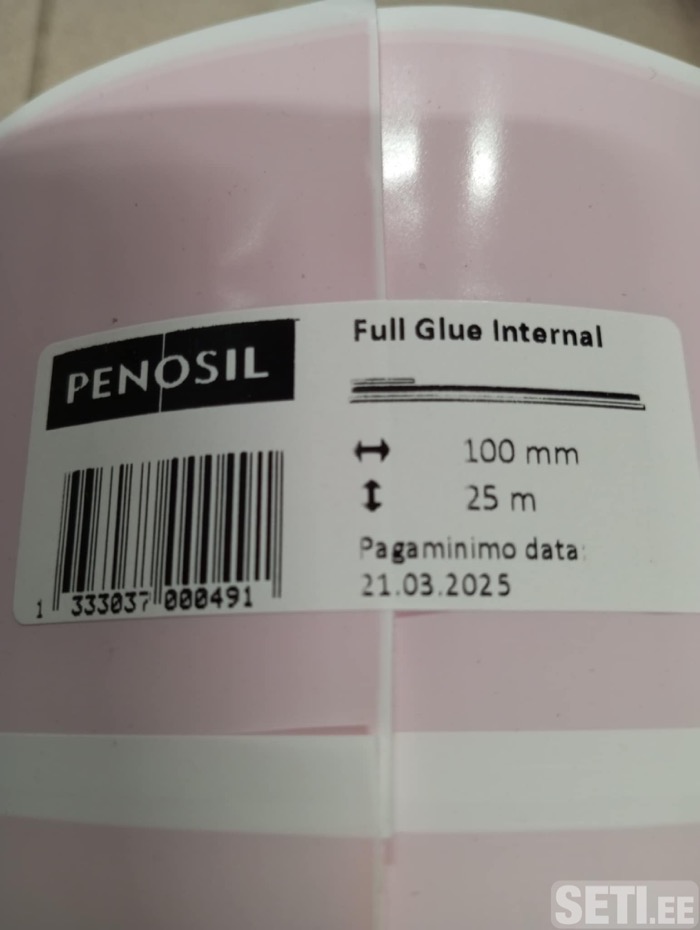 PENOSIL
1 333037 000491
Full Glue Internal
100 mm
25 m
Pagaminimo data:
21.03.2025
SETI.EE